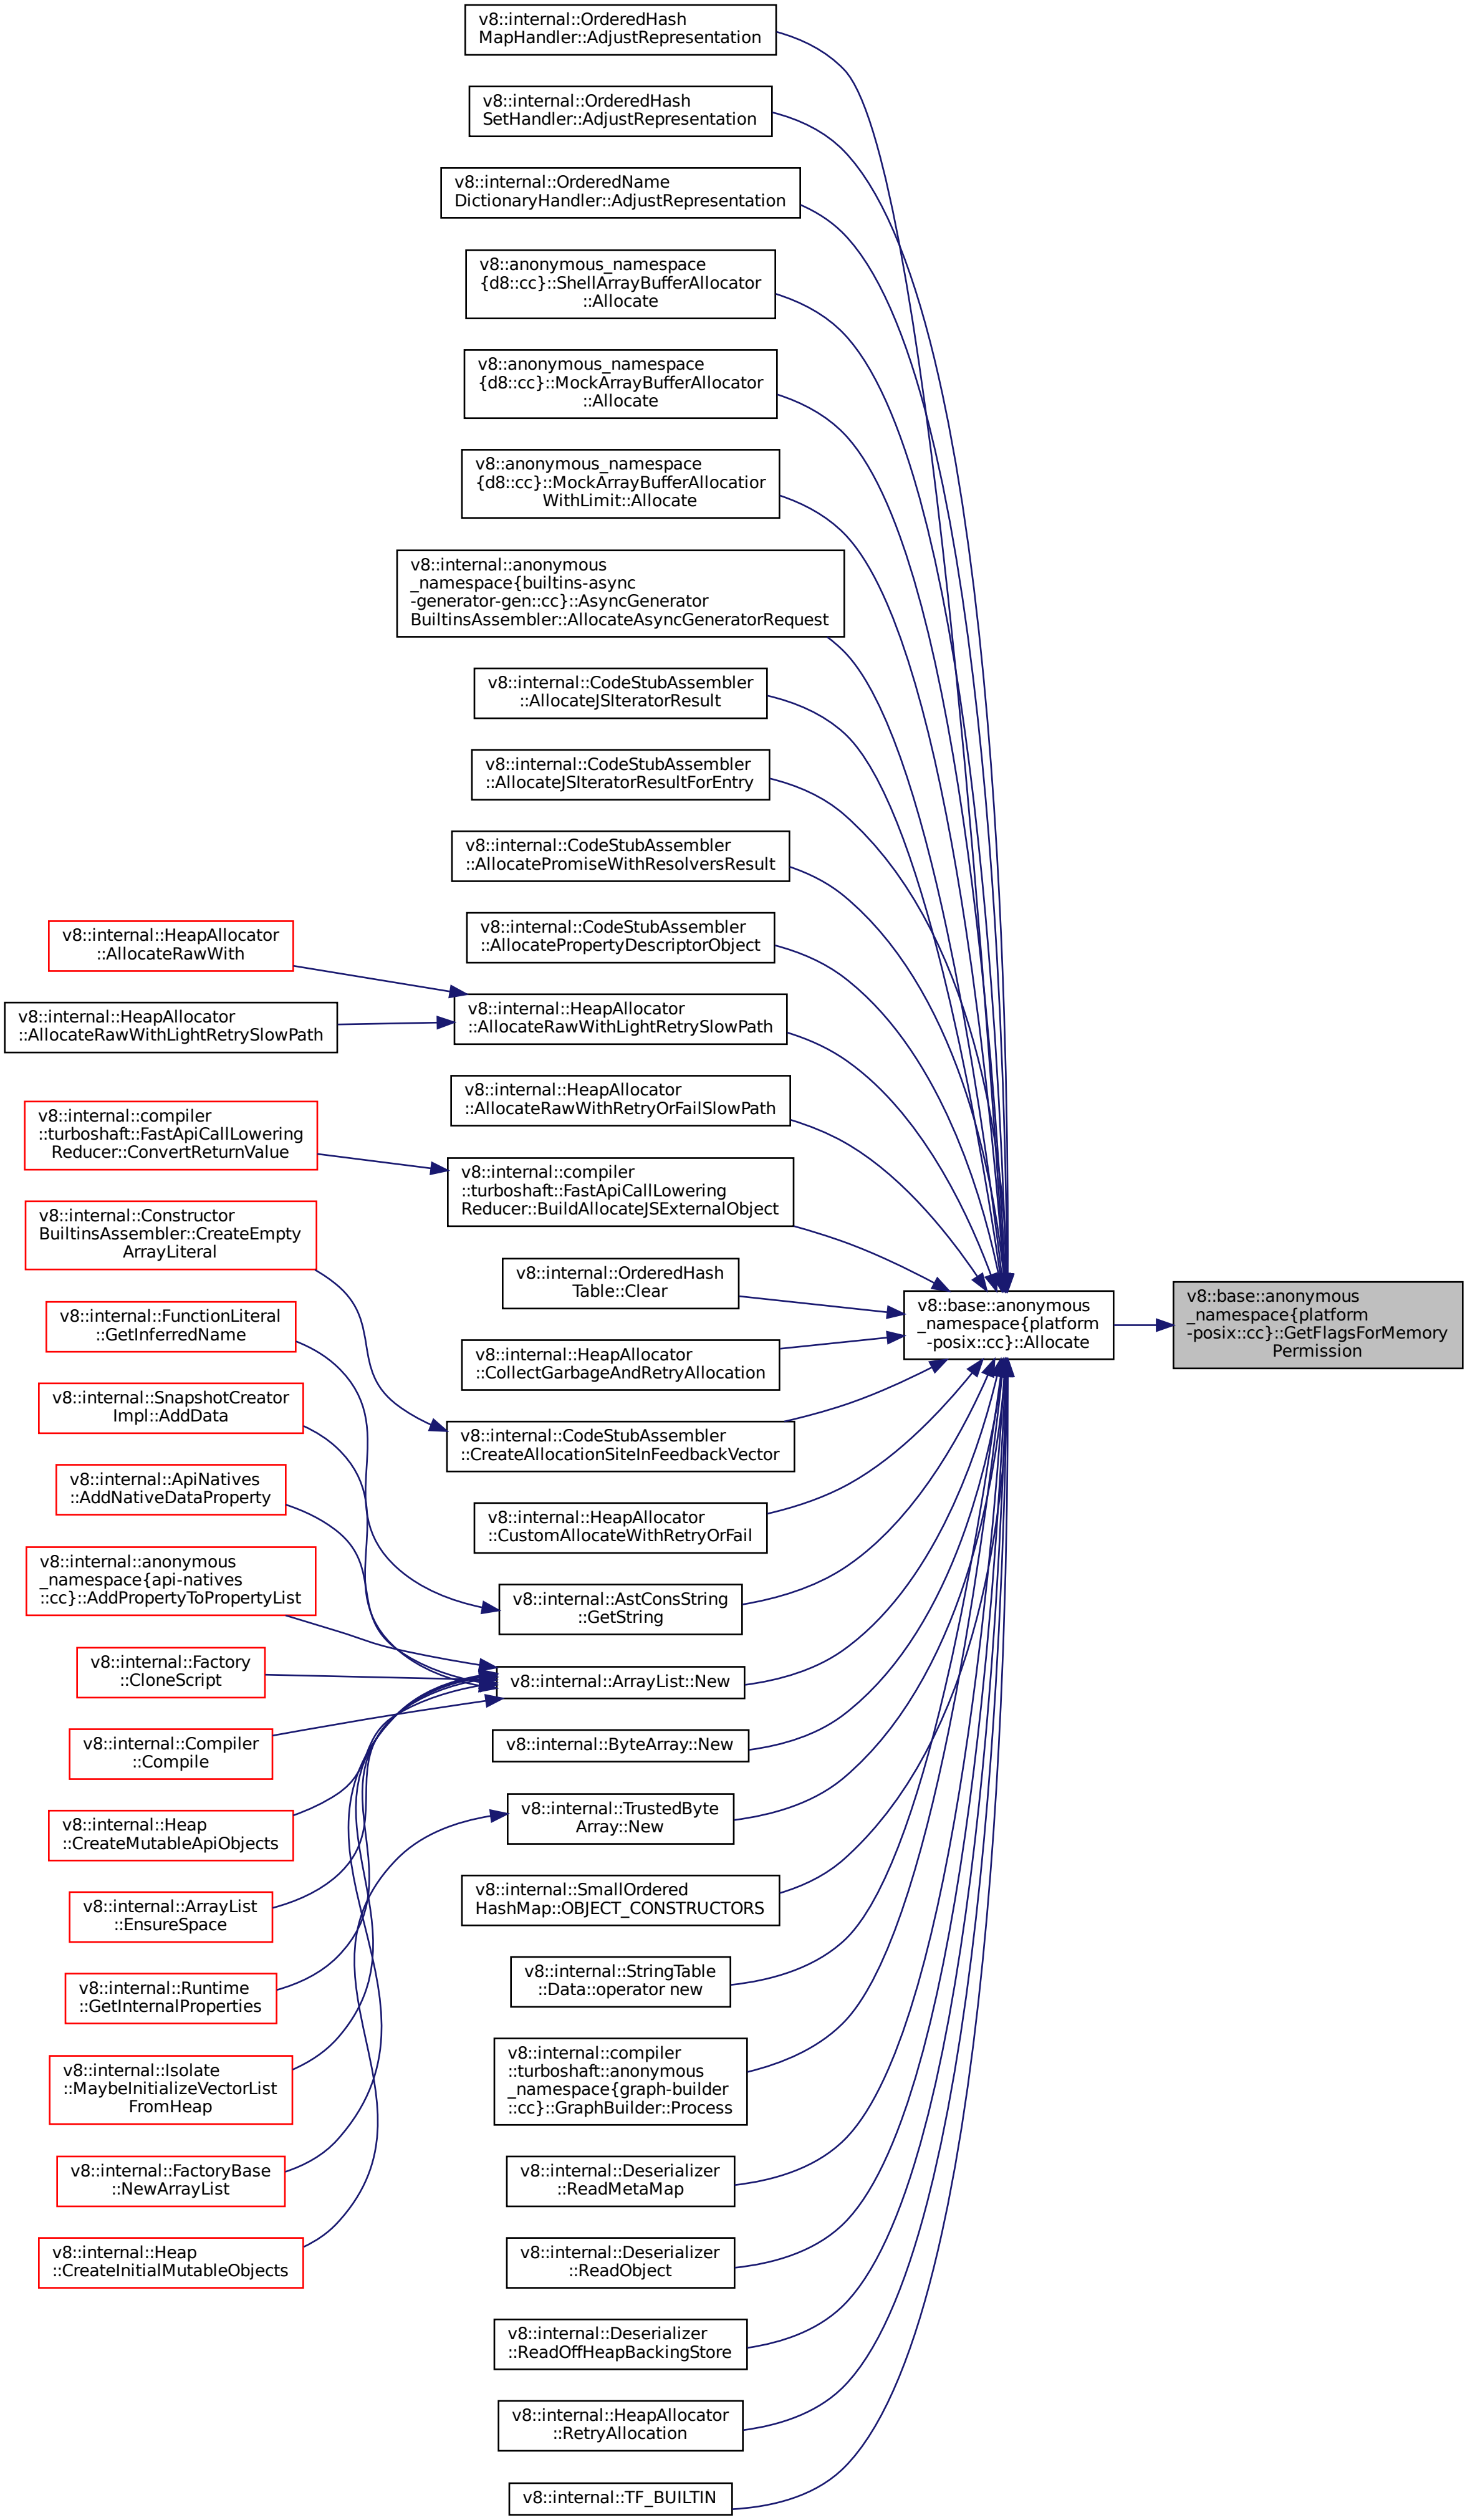 v8::internal::OrderedHash
MapHandler::AdjustRepresentation
v8::internal::OrderedHash
SetHandler::AdjustRepresentation
v8::internal::OrderedName
DictionaryHandler::AdjustRepresentation
v8::anonymous_namespace
{d8::cc}::ShellArrayBufferAllocator
::Allocate
v8::anonymous_namespace
{d8::cc}::MockArrayBufferAllocator
::Allocate
v8::anonymous_namespace
{d8::cc}::MockArrayBufferAllocatior
WithLimit::Allocate
v8::internal::anonymous
_namespace{builtins-async
-generator-gen::cc}::AsyncGenerator
BuiltinsAssembler::AllocateAsyncGeneratorRequest
v8::internal::CodeStubAssembler
::AllocateJSIteratorResult
v8::internal::CodeStubAssembler
::AllocateJSIteratorResultForEntry
v8::internal::CodeStubAssembler
::AllocatePromiseWithResolversResult
v8::internal::CodeStubAssembler
::AllocatePropertyDescriptorObject
v8::internal::HeapAllocator
::AllocateRawWith
v8::internal::HeapAllocator
::AllocateRawWithLightRetrySlowPath
v8::internal::HeapAllocator
::AllocateRawWithLightRetrySlowPath
v8::internal::HeapAllocator
::AllocateRawWithRetryOrFailSlowPath
v8::internal::compiler
::turboshaft::FastApiCallLowering
Reducer::ConvertReturnValue
v8::internal::compiler
::turboshaft::FastApiCallLowering
Reducer::BuildAllocateJSExternalObject
v8::internal::Constructor
BuiltinsAssembler::CreateEmpty
ArrayLiteral
v8::internal::OrderedHash
Table::Clear
v8::base::anonymous
_namespace{platform
-posix::cc}::Allocate
v8::base::anonymous
_namespace{platform
-posix::cc}::GetFlagsForMemory
Permission
v8::internal::FunctionLiteral
::GetInferredName
v8::internal::HeapAllocator
::CollectGarbageAndRetryAllocation
v8::internal::SnapshotCreator
Impl::AddData
v8::internal::CodeStubAssembler
::CreateAllocationSiteInFeedbackVector
v8::internal::ApiNatives
::AddNativeDataProperty
v8::internal::HeapAllocator
::CustomAllocateWithRetryOrFail
v8::internal::anonymous
_namespace{api-natives
::cc}::AddPropertyToPropertyList
v8::internal::AstConsString
::GetString
v8::internal::Factory
::CloneScript
v8::internal::ArrayList::New
v8::internal::Compiler
::Compile
v8::internal::ByteArray::New
v8::internal::Heap
::CreateMutableApiObjects
v8::internal::TrustedByte
Array::New
v8::internal::ArrayList
::EnsureSpace
v8::internal::SmallOrdered
HashMap::OBJECT_CONSTRUCTORS
v8::internal::Runtime
::GetInternalProperties
v8::internal::StringTable
::Data::operator new
v8::internal::Isolate
::MaybeInitializeVectorList
FromHeap
v8::internal::compiler
::turboshaft::anonymous
_namespace{graph-builder
::cc}::GraphBuilder::Process
v8::internal::FactoryBase
::NewArrayList
v8::internal::Deserializer
::ReadMetaMap
v8::internal::Heap
::CreateInitialMutableObjects
v8::internal::Deserializer
::ReadObject
v8::internal::Deserializer
::ReadOffHeapBackingStore
v8::internal::HeapAllocator
::RetryAllocation
v8::internal::TF_BUILTIN